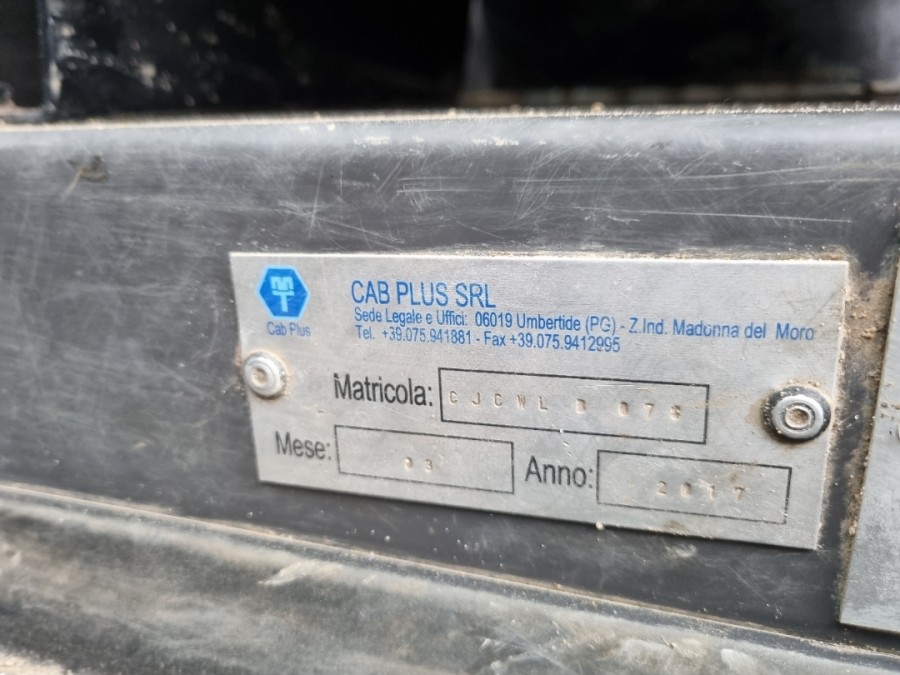 CAB PLUS SRL
Sede Legale e Uffici: 06019 Umbertide (PG) - Z.Ind. Madonna del Moro
Tel. +39.075.941881 - Fax +39.075.9412995
Cab Plus
Matricola: CJCWL
Mese: 03 Anno: 2017